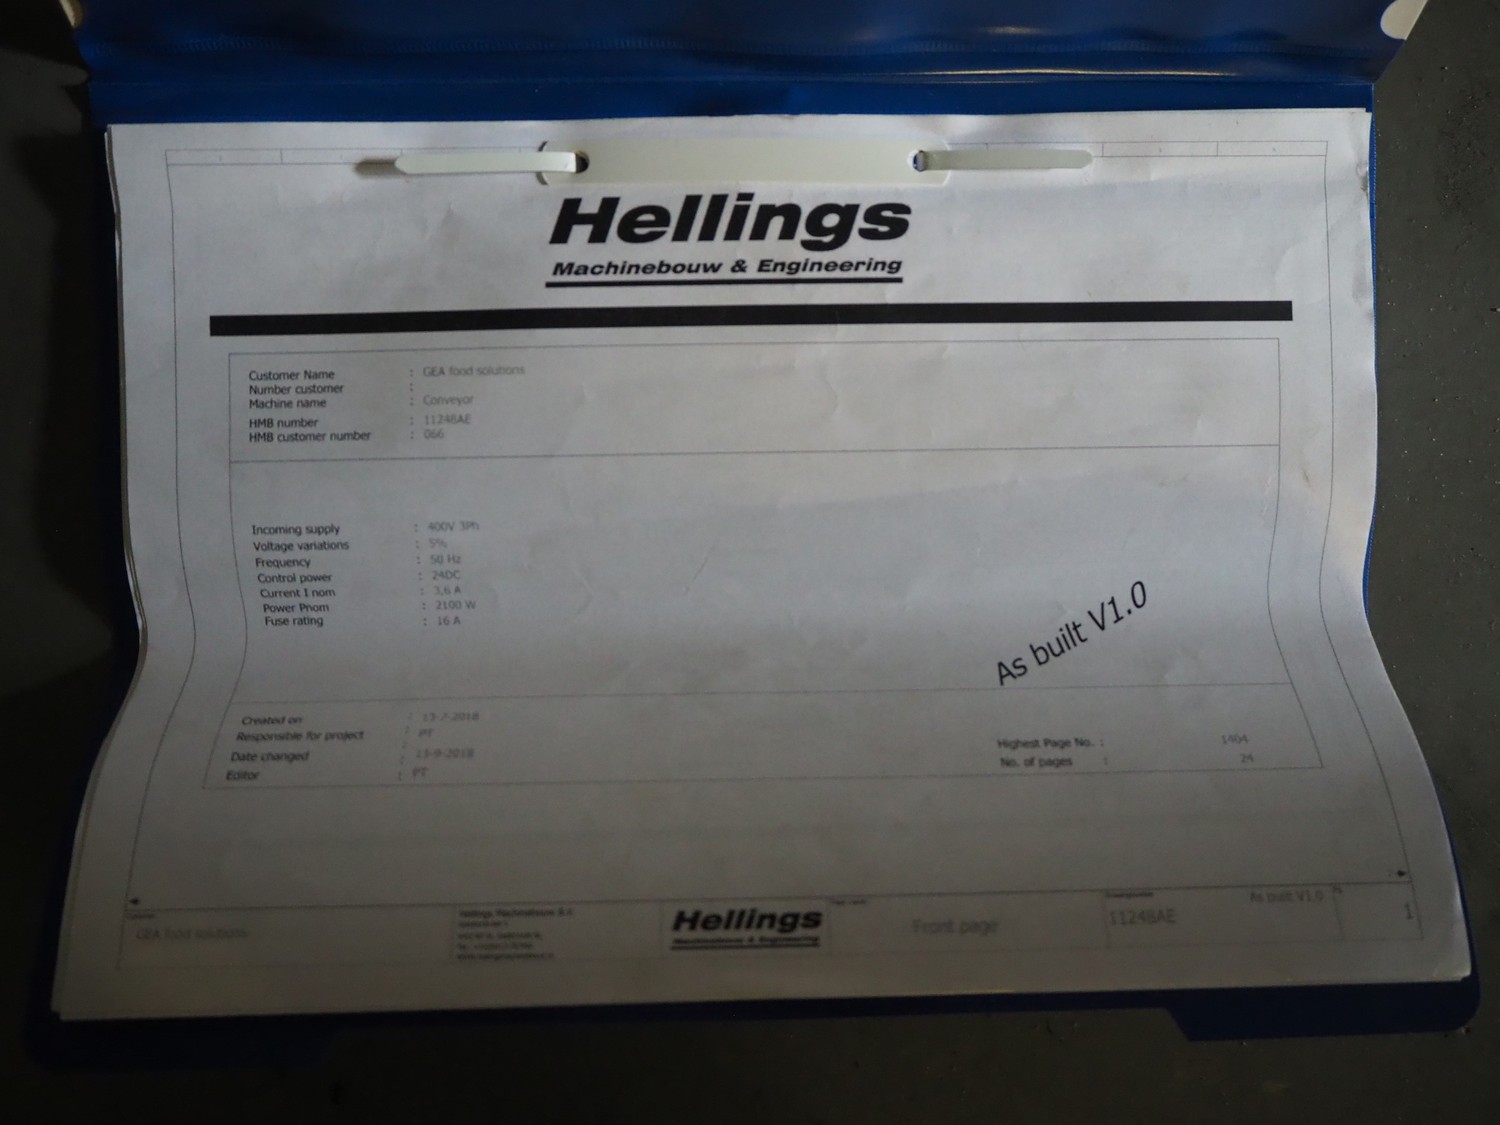 Hellings
Machinebouw & Engineering
Customer Name : GEA food solutions
Number customer :
Machine name : Conveyor
HMB number : 11248AE
HMB customer number : 066
Incoming supply : 400V 3Ph
Voltage variations : 5%
Frequency : 50 Hz
Control power : 24DC
Current I nom : 3,6 A
Power Pnom : 2100 W
Fuse rating : 16 A
As built V1.0
Created on : 13-7-2018
Responsible for project : PT
Date changed : 13-9-2018
Editor : PT
Highest Page No. : 1404
No. of pages : 24
GEA food solutions
Hellings Machinebouw B.V.
Hellings
Machinebouw & Engineering
Front page
11248AE
As built V1.0
1